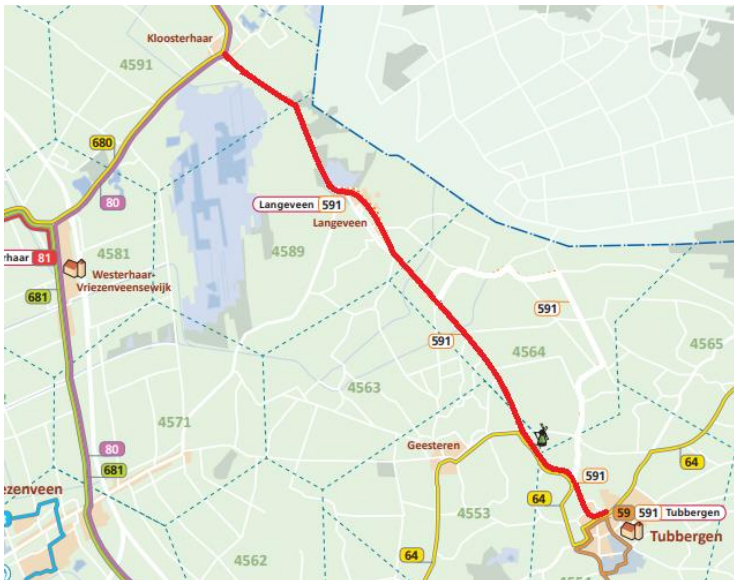 Kloosterhaar
4591
680
80
Langeveen 591
Langeveen
4581
4589
rhaar 81
Westerhaar-
Vriezenveensewijk
681
591
591
4564
4565
4563
4571
Geesteren
80
681
64
591
64
ezenveen
4553
59 591 Tubbergen
Tubbergen
64
4562